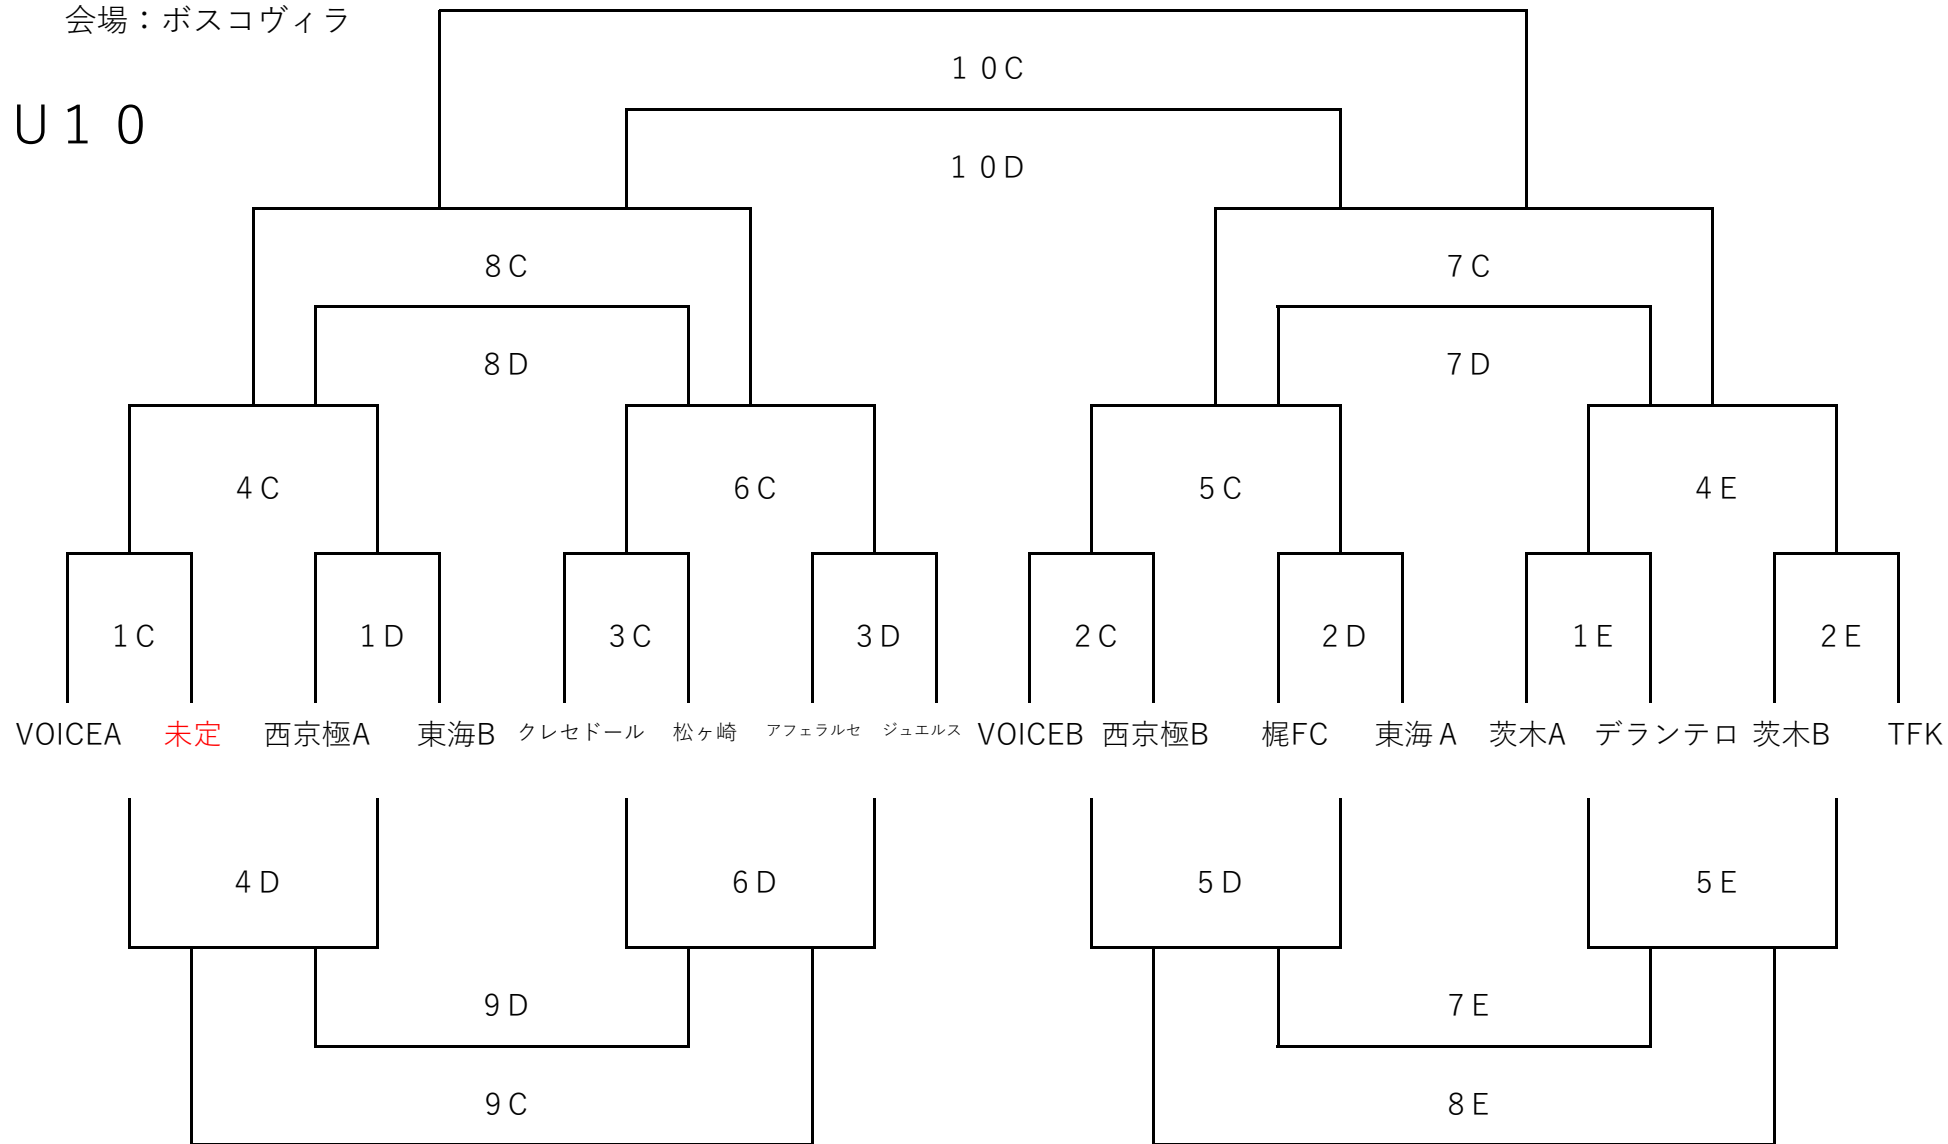 会場：ボスコヴィラ
１０C
U１０
１０D
８C ７C
８D ７D
４C ６C ５C ４E
１C １D ３C ３D ２C ２D １E ２E
VOICEA 未定 西京極A 東海B クレセドール 松ヶ崎 アフェラルセ ジュエルス VOICEB 西京極B 梶FC 東海Ａ 茨木A デランテロ 茨木B TFK
４D ６D ５D ５E
９D ７E
９C ８E